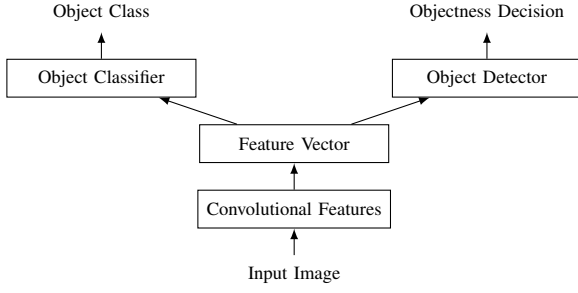 Object Class
Objectness Decision
Object Classifier
Object Detector
Feature Vector
Convolutional Features
Input Image